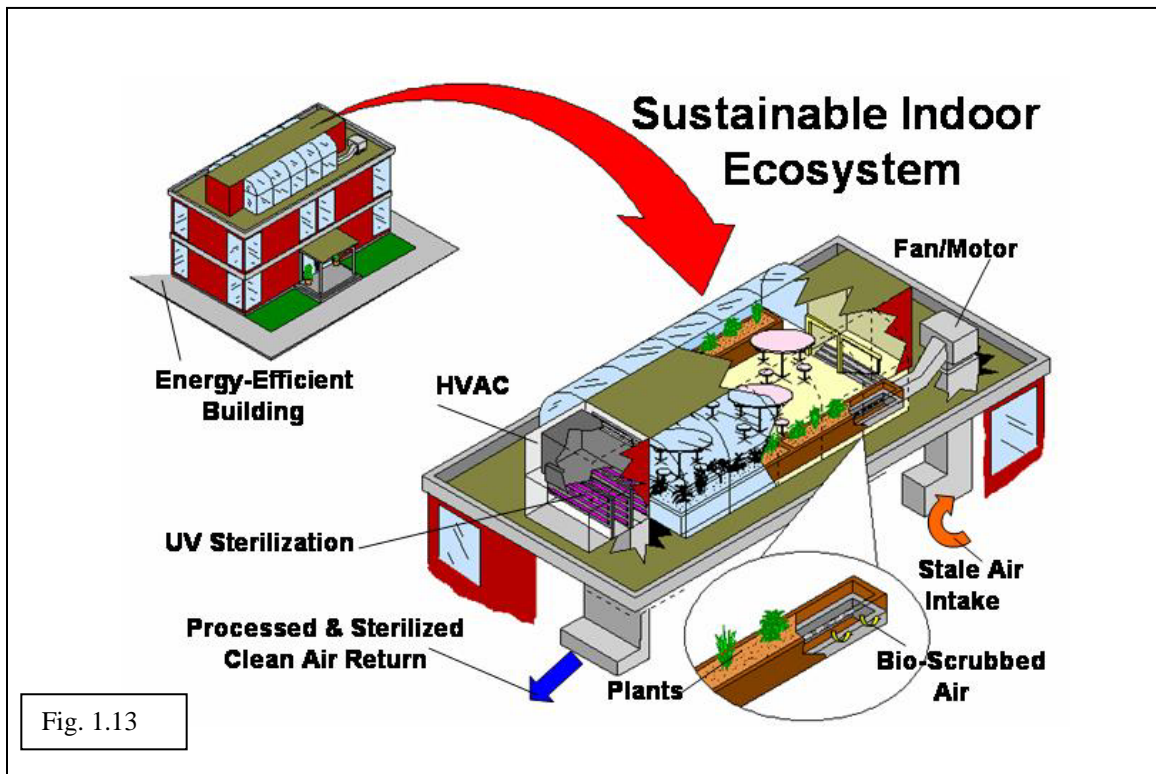 Sustainable Indoor
Ecosystem
Fan/Motor
Energy-Efficient
Building
HVAC
UV Sterilization
Stale Air
Intake
Processed & Sterilized
Clean Air Return
Plants
Bio-Scrubbed
Air
Fig. 1.13